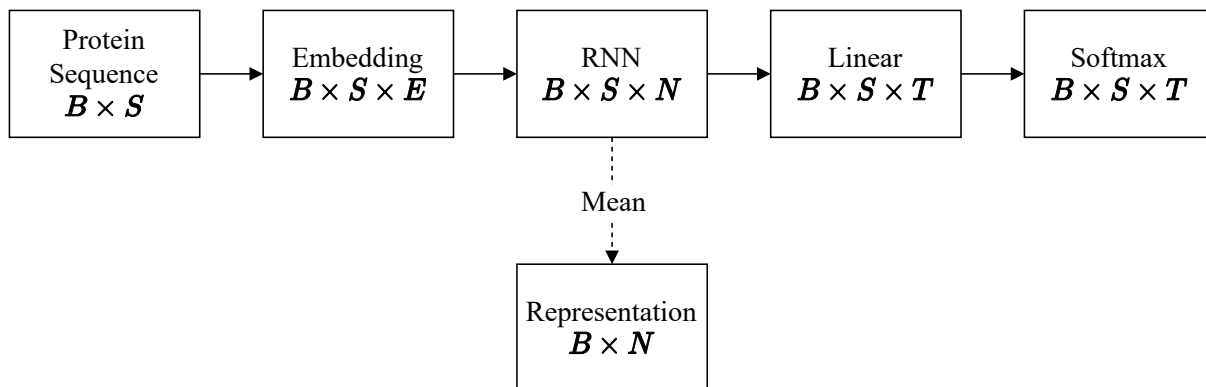 Protein
Sequence
B × S
Embedding
B × S × E
RNN
B × S × N
Linear
B × S × T
Softmax
B × S × T
Mean
Representation
B × N